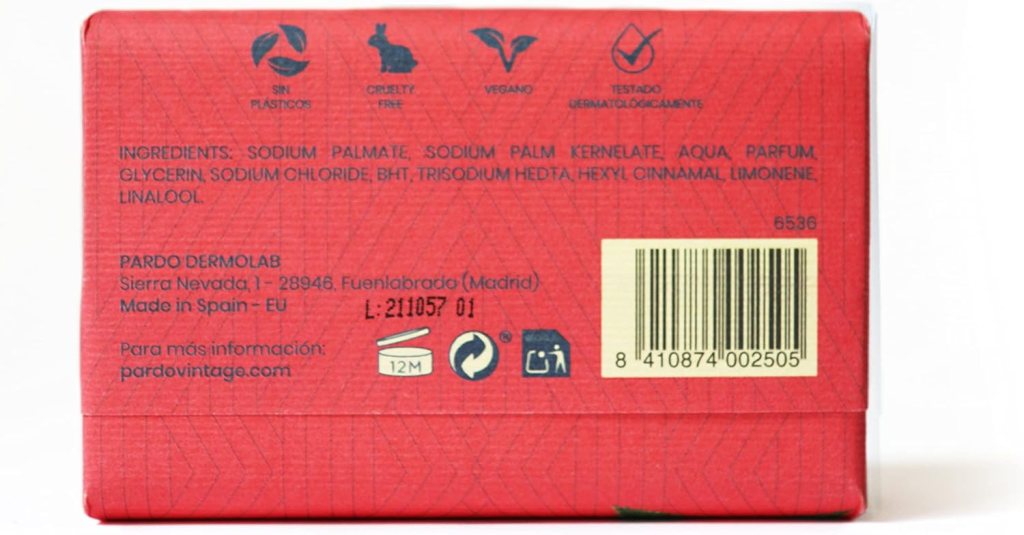 SIN
PLÁSTICOS
CRUELTY
FREE
VEGANO
TESTADO
DERMATOLÓGICAMENTE
INGREDIENTS: SODIUM PALMATE, SODIUM PALM KERNELATE, AQUA, PARFUM,
GLYCERIN, SODIUM CHLORIDE, BHT, TRISODIUM HEDTA, HEXYL CINNAMAL, LIMONENE,
LINALOOL.
6536
PARDO DERMOLAB
Sierra Nevada, 1 - 28946. Fuenlabrada (Madrid)
Made in Spain - EU
L:211057 01
Para más información:
pardovintage.com
12M
®
8 410874 002505